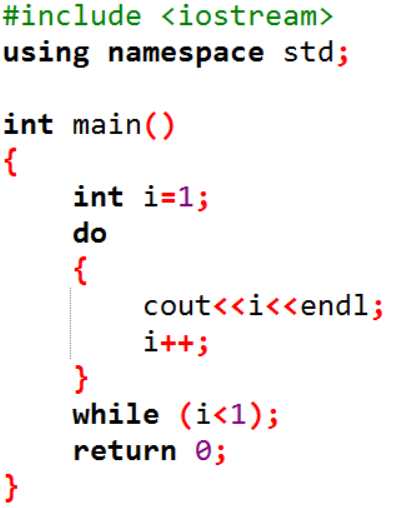 #include <iostream>
using namespace std;

int main()
{
    int i=1;
    do
    {
        cout<<i<<endl;
        i++;
    }
    while (i<1);
    return 0;
}